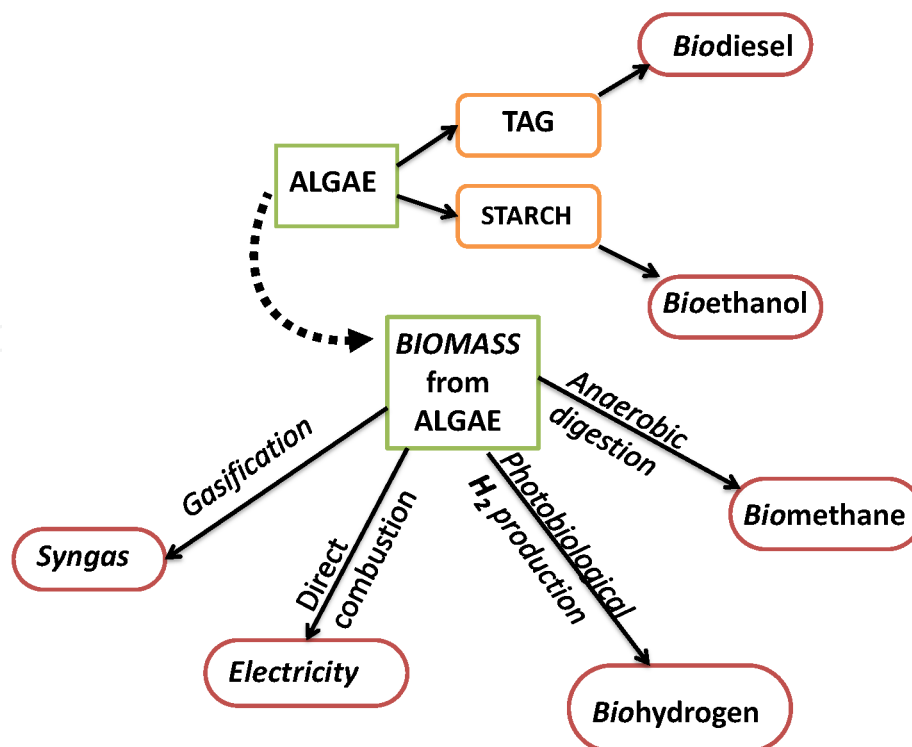 Biodiesel
TAG
ALGAE
STARCH
Bioethanol
BIOMASS
from
ALGAE
Anaerobic
digestion
Gasification
Direct
combustion
Photobiological
H₂ production
Biomethane
Syngas
Electricity
Biohydrogen